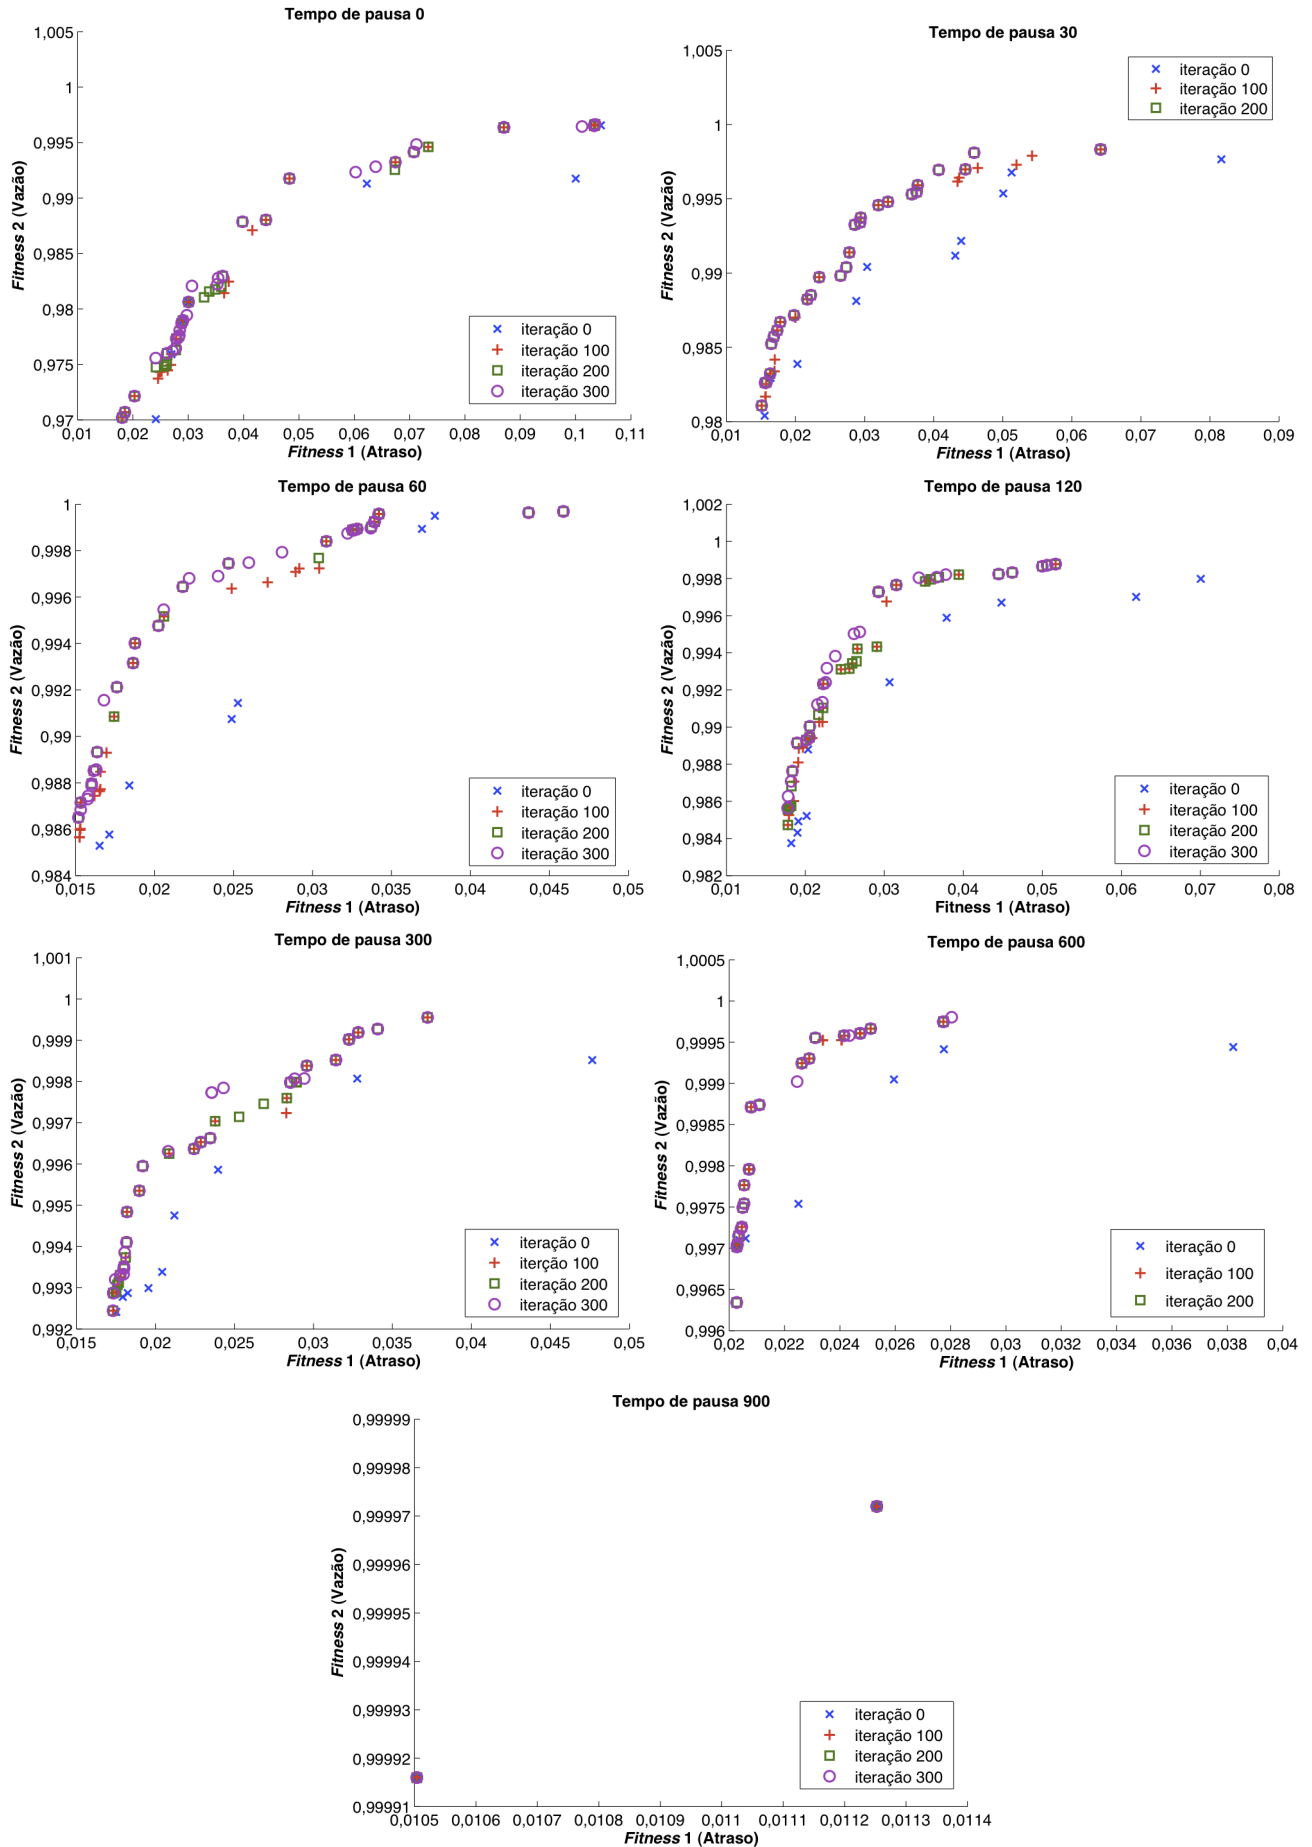 Tempo de pausa 0
1,005
1
0,995
0,99
0,985
0,98
0,975
0,97
Fitness 2 (Vazão)
0,01 0,02 0,03 0,04 0,05 0,06 0,07 0,08 0,09 0,1 0,11
Fitness 1 (Atraso)
iteração 0
iteração 100
iteração 200
iteração 300
Tempo de pausa 30
1,005
1
0,995
0,99
0,985
0,98
Fitness 2 (Vazão)
0,01 0,02 0,03 0,04 0,05 0,06 0,07 0,08 0,09
Fitness 1 (Atraso)
iteração 0
iteração 100
iteração 200
Tempo de pausa 60
1
0,998
0,996
0,994
0,992
0,99
0,988
0,986
0,984
Fitness 2 (Vazão)
0,015 0,02 0,025 0,03 0,035 0,04 0,045 0,05
Fitness 1 (Atraso)
iteração 0
iteração 100
iteração 200
iteração 300
Tempo de pausa 120
1,002
1
0,998
0,996
0,994
0,992
0,99
0,988
0,986
0,984
0,982
Fitness 2 (Vazão)
0,01 0,02 0,03 0,04 0,05 0,06 0,07 0,08
Fitness 1 (Atraso)
iteração 0
iteração 100
iteração 200
iteração 300
Tempo de pausa 300
1,001
1
0,999
0,998
0,997
0,996
0,995
0,994
0,993
0,992
Fitness 2 (Vazão)
0,015 0,02 0,025 0,03 0,035 0,04 0,045 0,05
Fitness 1 (Atraso)
iteração 0
iterção 100
iteração 200
iteração 300
Tempo de pausa 600
1,0005
1
0,9995
0,999
0,9985
0,998
0,9975
0,997
0,9965
0,996
Fitness 2 (Vazão)
0,02 0,022 0,024 0,026 0,028 0,03 0,032 0,034 0,036 0,038 0,04
Fitness 1 (Atraso)
iteração 0
iteração 100
iteração 200
Tempo de pausa 900
0,99999
0,99998
0,99997
0,99996
0,99995
0,99994
0,99993
0,99992
0,99991
Fitness 2 (Vazão)
0,0105 0,0106 0,0107 0,0108 0,0109 0,011 0,0111 0,0112 0,0113 0,0114
Fitness 1 (Atraso)
iteração 0
iteração 100
iteração 200
iteração 300